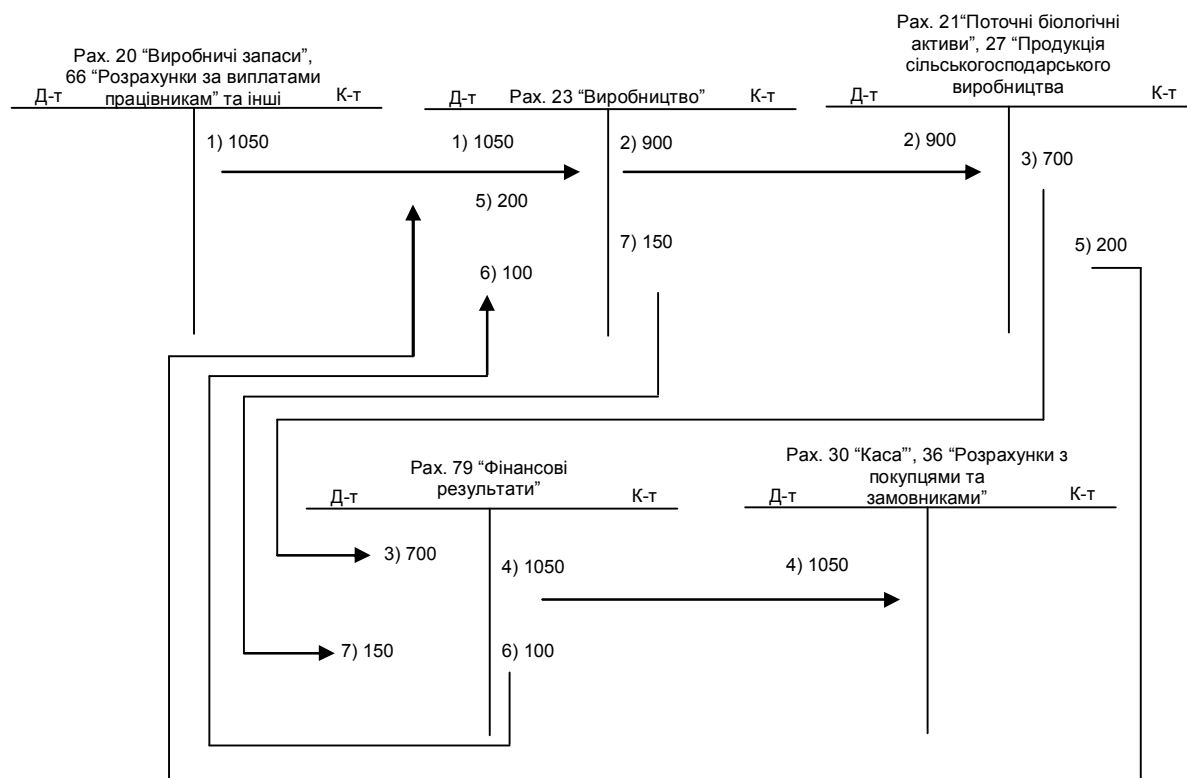 Рах. 20 “Виробничі запаси”,
66 “Розрахунки за виплатами
працівникам” та інші
Д-т
К-т
Д-т
Рах. 23 “Виробництво”
К-т
Рах. 21“Поточні біологічні
активи”, 27 “Продукція
сільськогосподарського
виробництва
Д-т
К-т
1) 1050
1) 1050
2) 900
2) 900
3) 700
5) 200
7) 150
5) 200
6) 100
Рах. 79 “Фінансові
результати”
Д-т
К-т
Рах. 30 “Каса”’, 36 “Розрахунки з
покупцями та
замовниками”
Д-т
К-т
3) 700
4) 1050
4) 1050
7) 150
6) 100